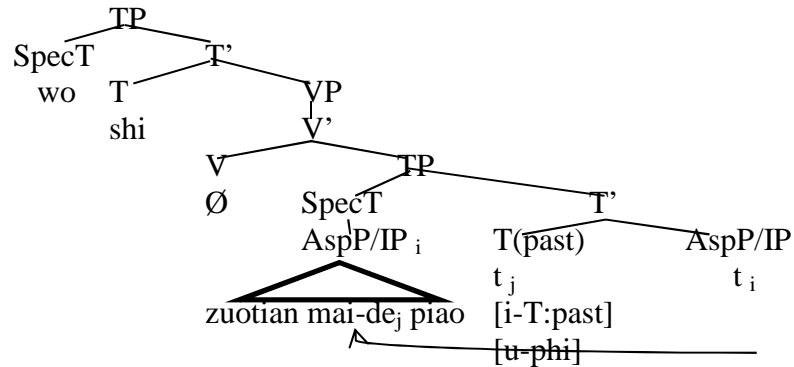 TP
SpecT T’
wo T VP
shi V’
V TP
Ø SpecT T’
AspP/IP i T(past) AspP/IP
t j t i
zuotian mai-dej piao [i-T:past]
[u-phi]